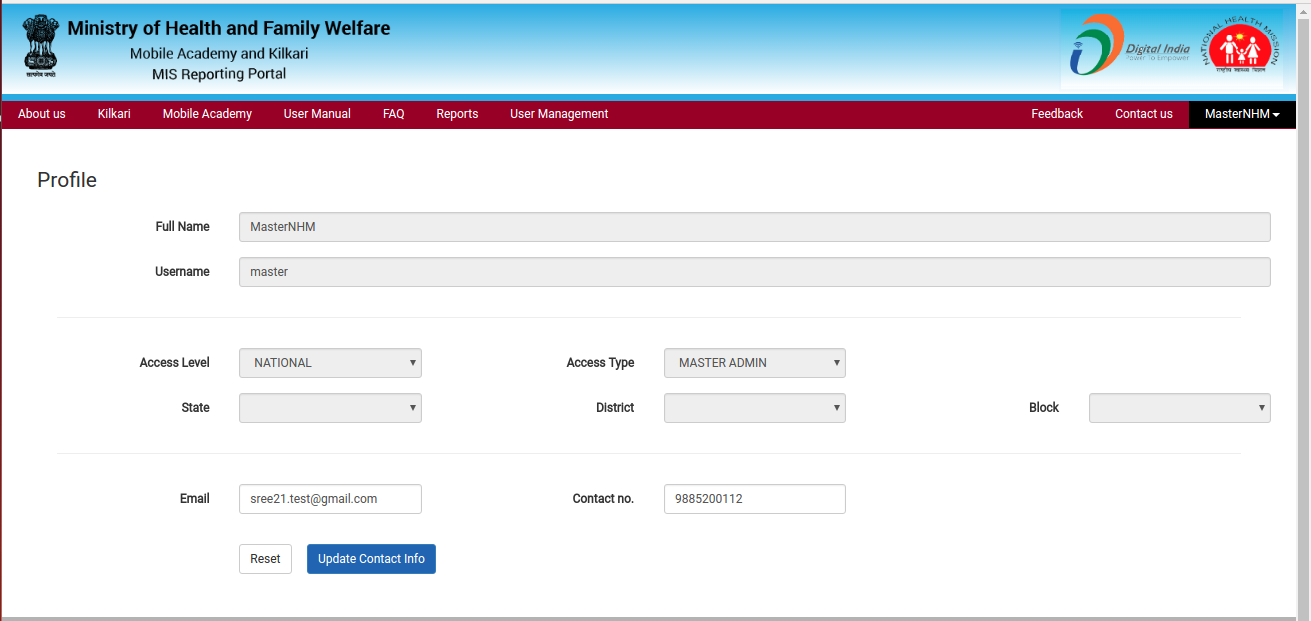 Ministry of Health and Family Welfare
Mobile Academy and Kilkari
MIS Reporting Portal
सत्यमेव जयते
Digital India
Power To Empower
NATIONAL HEALTH MISSION
राष्ट्रीय स्वास्थ्य मिशन
About us Kilkari Mobile Academy User Manual FAQ Reports User Management Feedback Contact us MasterNHM
Profile
Full Name MasterNHM
Username master
Access Level NATIONAL Access Type MASTER ADMIN
State District Block
Email sree21.test@gmail.com Contact no. 9885200112
Reset Update Contact Info